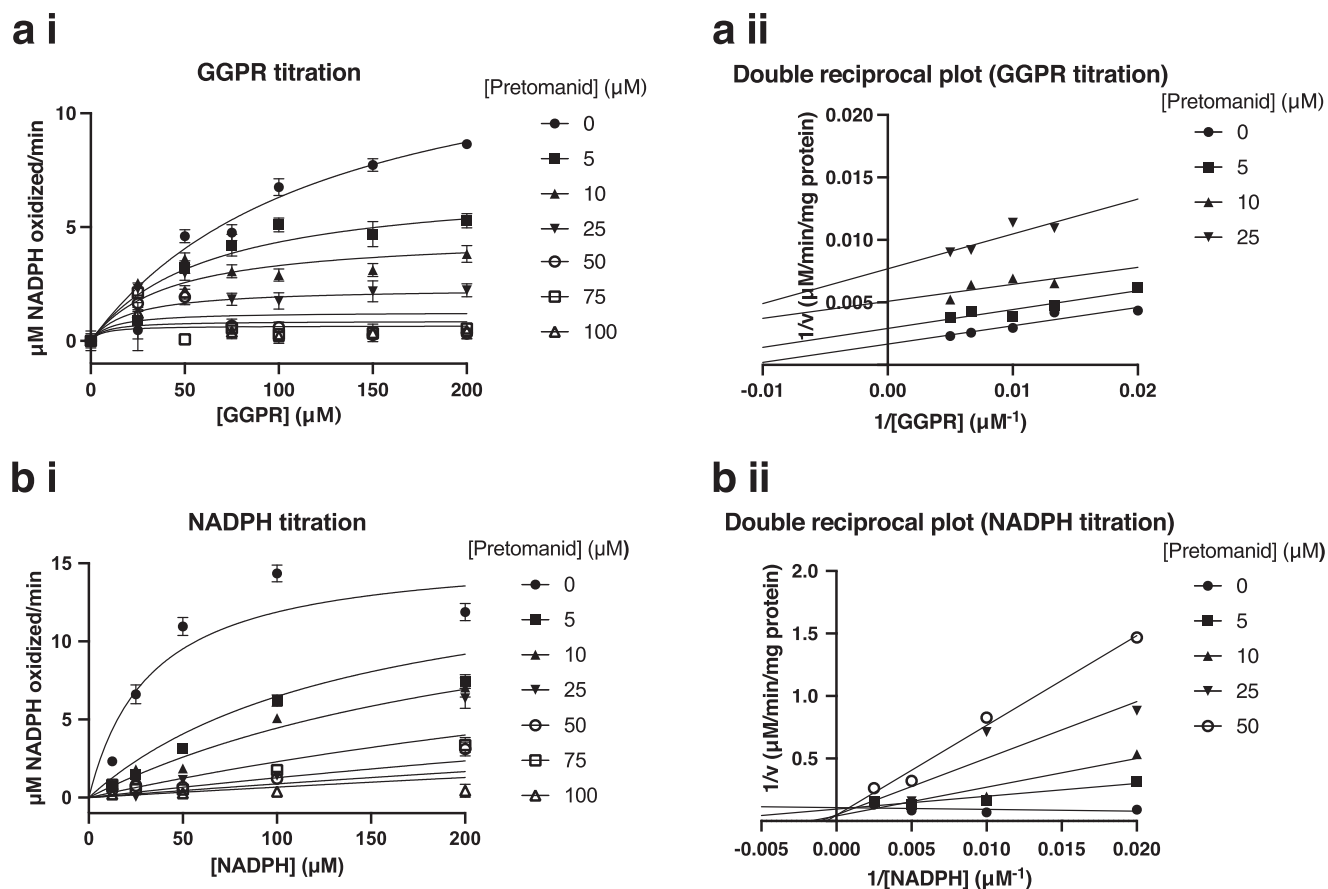 a i
GGPR titration
µM NADPH oxidized/min
10
5
0
0
50
100
150
200
[GGPR] (µM)
[Pretomanid] (µM)
0
5
10
25
50
75
100
a ii
Double reciprocal plot (GGPR titration)
1/v (µM/min/mg protein)
0.020
0.015
0.010
0.005
-0.01
0.00
0.01
0.02
1/[GGPR] (µM-1)
[Pretomanid] (µM)
0
5
10
25
b i
NADPH titration
µM NADPH oxidized/min
15
10
5
0
0
50
100
150
200
[NADPH] (µM)
[Pretomanid] (µM)
0
5
10
25
50
75
100
b ii
Double reciprocal plot (NADPH titration)
1/v (µM/min/mg protein)
2.0
1.5
1.0
0.5
-0.005
0.000
0.005
0.010
0.015
0.020
1/[NADPH] (µM-1)
[Pretomanid] (µM)
0
5
10
25
50